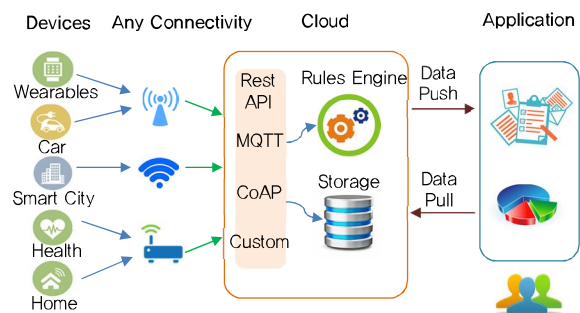 Devices
Any Connectivity
Cloud
Application
Wearables
Car
Smart City
Health
Home
Rest
API
MQTT
CoAP
Custom
Rules Engine
Storage
Data
Push
Data
Pull